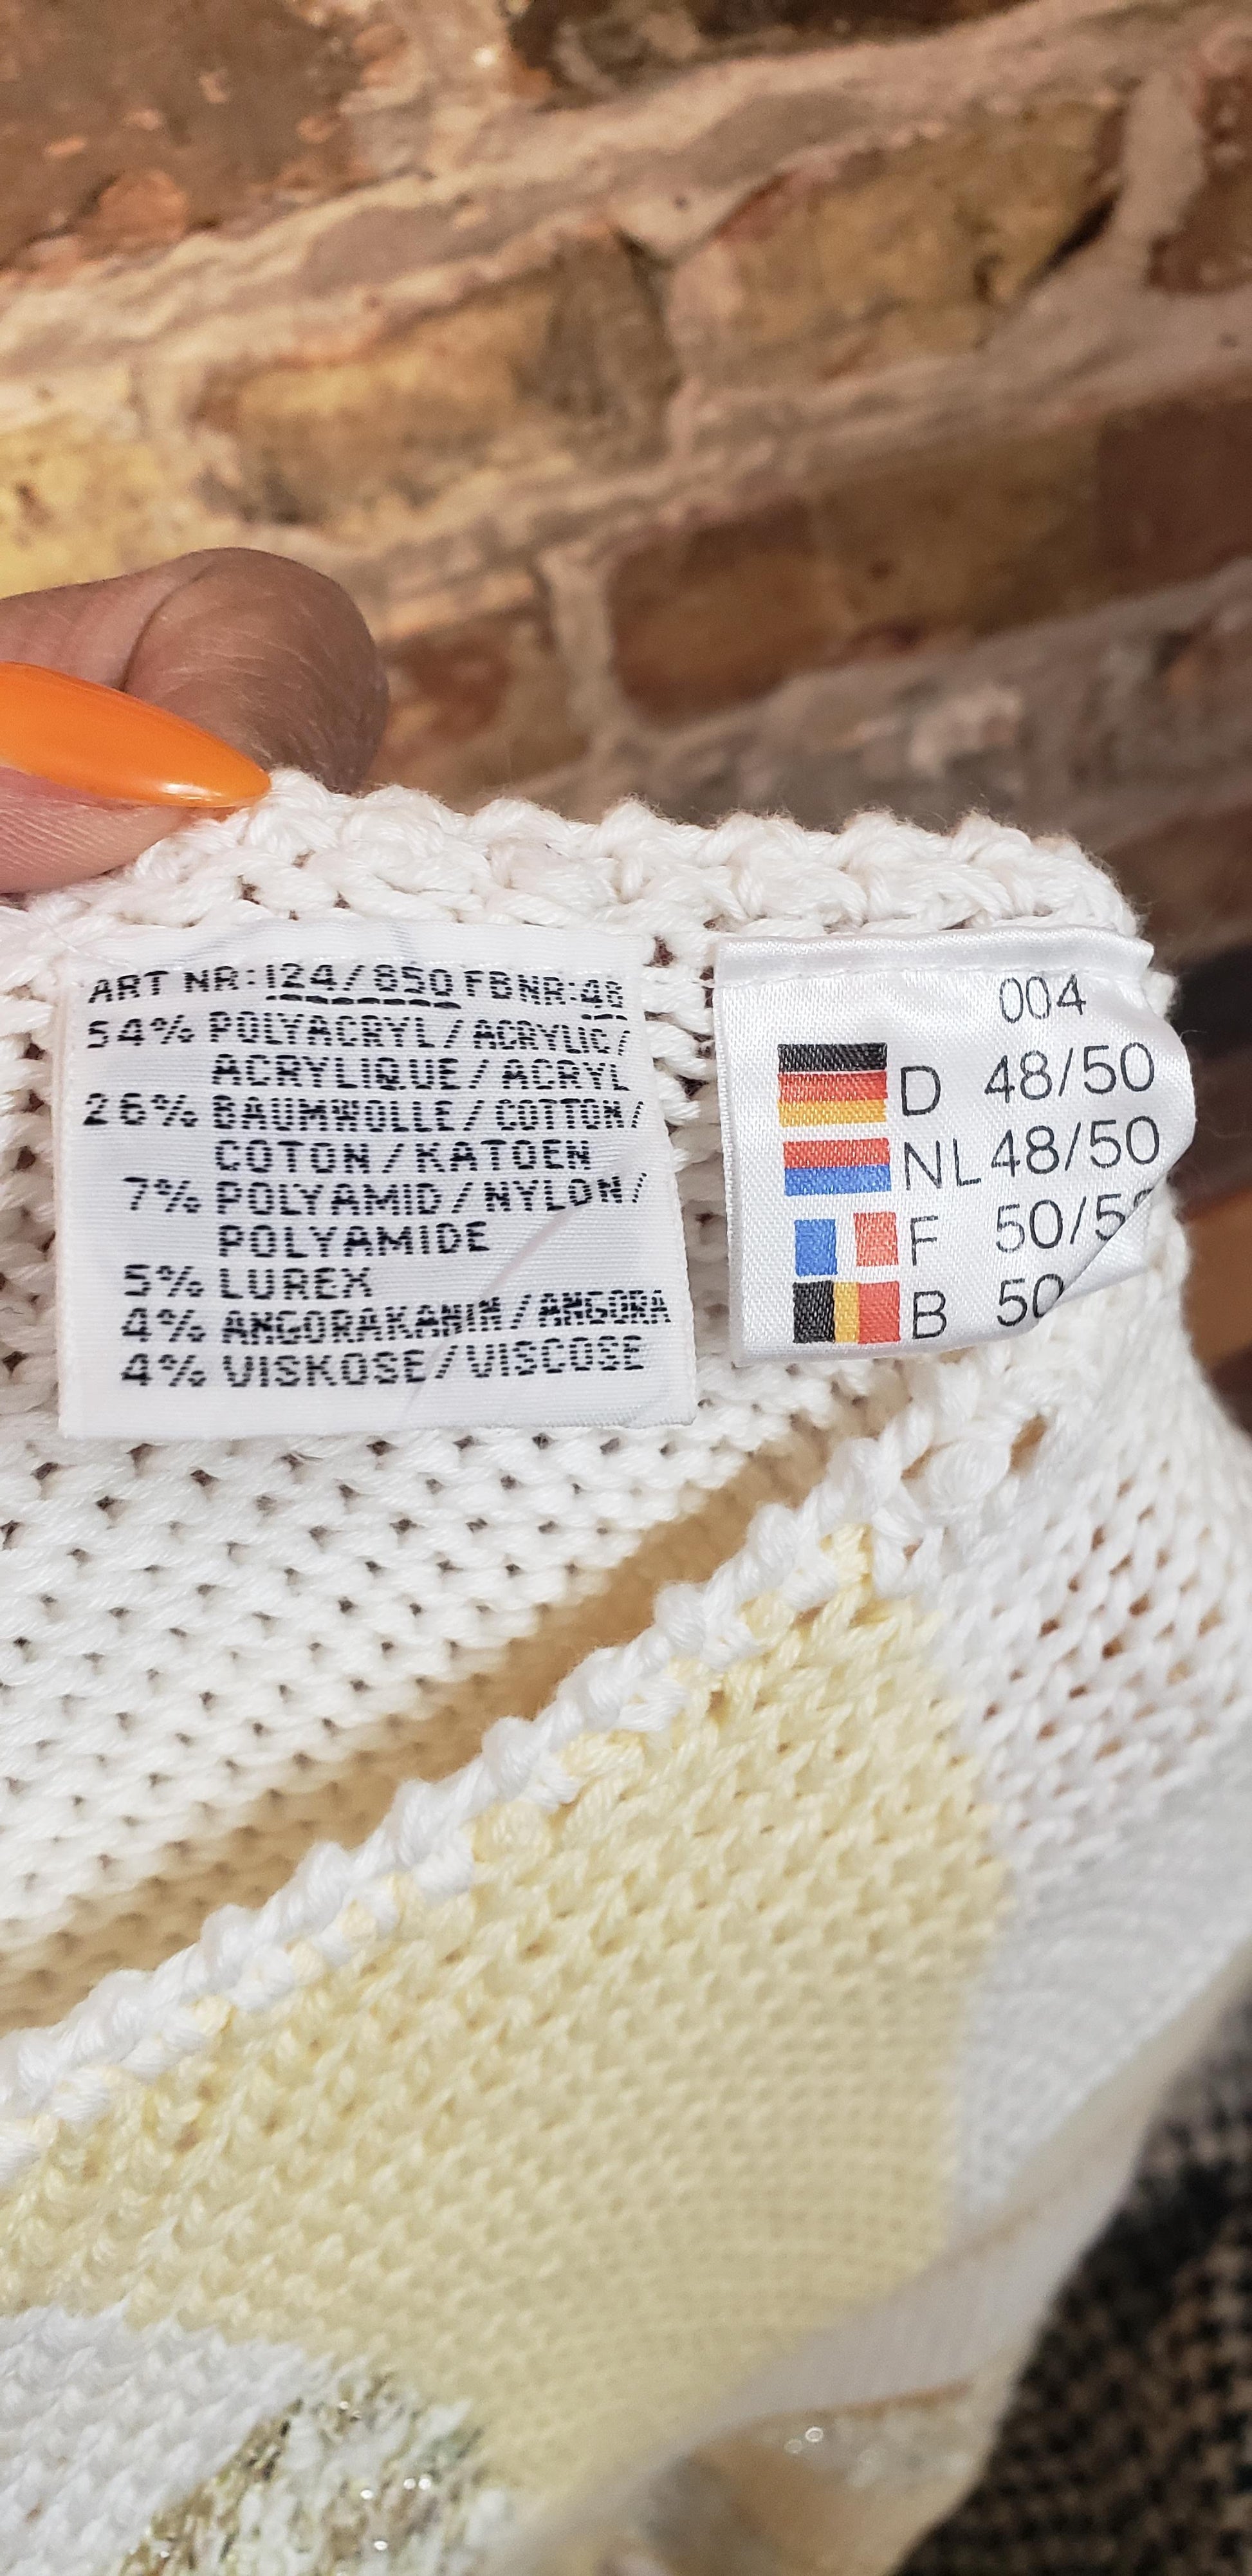 ART NR: 124/850 FBNR: 48
54% POLYACRYL/ACRYLIC/
ACRYLIQUE/ACRYL
26% BAUMWOLLE/COTTON/
COTON/KATOEN
7% POLYAMID/NYLON/
POLYAMIDE
5% LUREX
4% ANGORAKANIN/ANGORA
4% VISKOSE/VISCOSE
004
D 48/50
NL 48/50
F
B